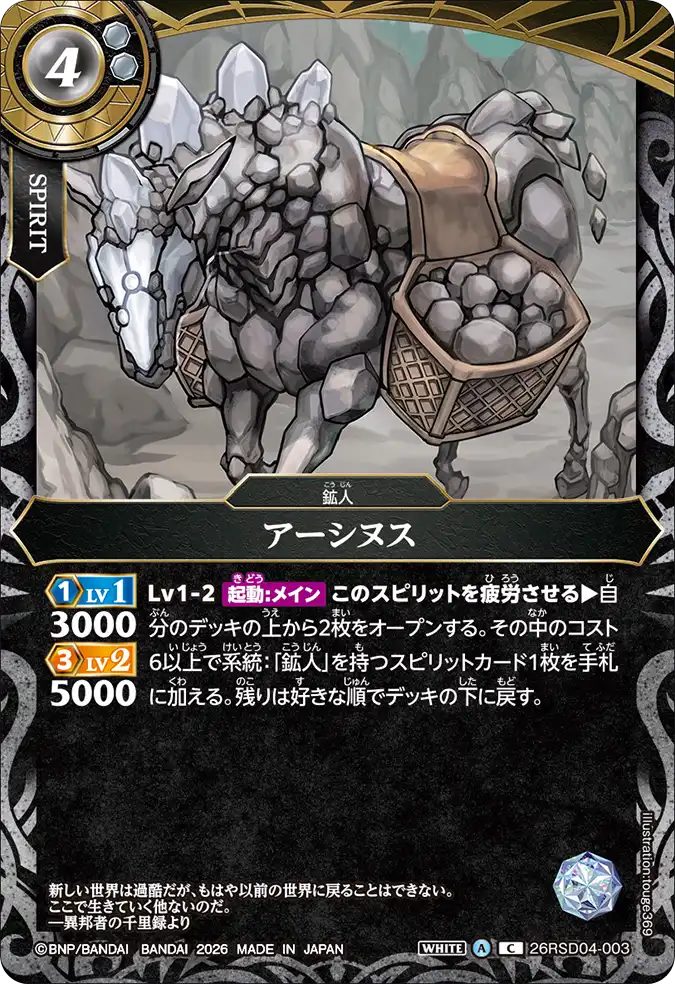 4
SPIRIT
こうじん
鉱人
アーシヌス
1 LV1
3000
3 LV2
5000
Lv1-2 起動:メイン このスピリットを疲労させる▶自
分のデッキの上から2枚をオープンする。その中のコスト
6以上で系統:「鉱人」を持つスピリットカード1枚を手札
に加える。残りは好きな順でデッキの下に戻す。
新しい世界は過酷だが、もはや以前の世界に戻ることはできない。
ここで生きていく他ないのだ。
―異邦者の千里録より
illustration:touge369
©BNP/BANDAI BANDAI 2026 MADE IN JAPAN
WHITE A C 26RSD04-003